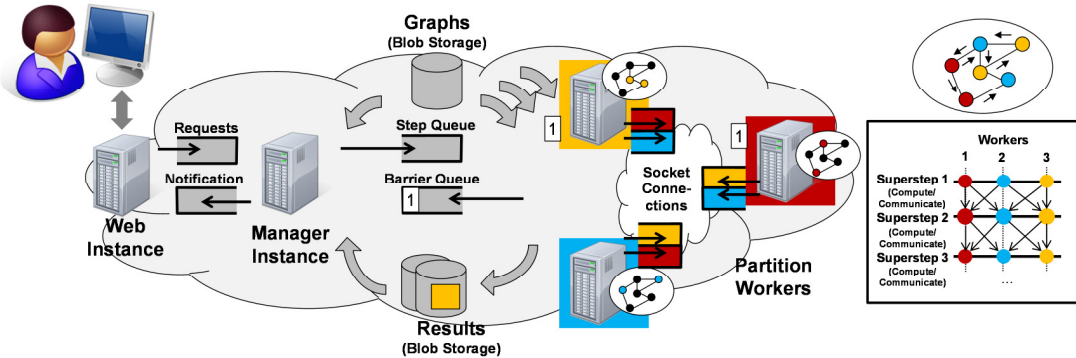 Graphs
(Blob Storage)
Requests
Step Queue
1
1
Workers
1 2 3
Notification
Barrier Queue
1
Socket
Conne-
ctions
Superstep 1
(Compute/
Communicate)
Superstep 2
(Compute/
Communicate)
Superstep 3
(Compute/
Communicate)
...
Web
Instance
Manager
Instance
Partition
Workers
Results
(Blob Storage)